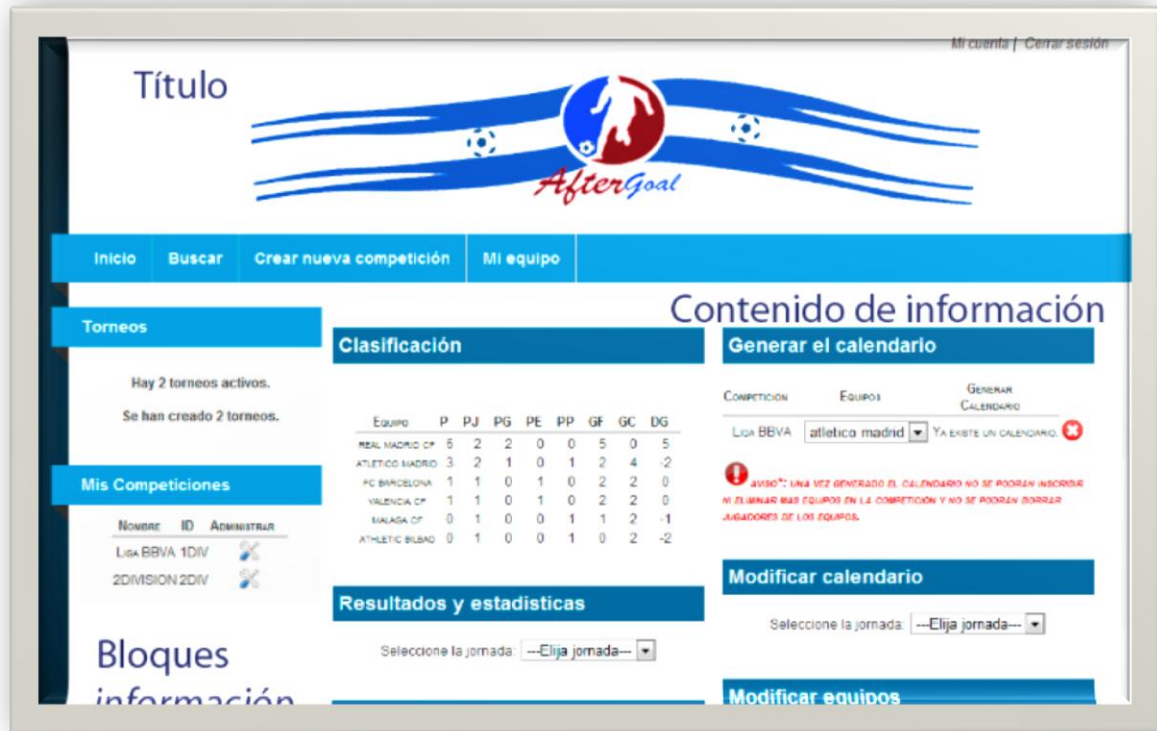 Mi cuenta | Cerrar sesión
Título
AfterGoal
Inicio Buscar Crear nueva competición Mi equipo
Contenido de información
Torneos
Hay 2 torneos activos.
Se han creado 2 torneos.
Mis Competiciones
Nombre ID Administrar
Liga BBVA 1DIV
2DIVISION 2DIV
Bloques
información
Clasificación
Equipo P PJ PG PE PP GF GC DG
REAL MADRID CF 6 2 2 0 0 5 0 5
ATLETICO MADRID 3 2 1 0 1 2 4 -2
FC BARCELONA 1 1 0 1 0 2 2 0
VALENCIA CF 1 1 0 1 0 2 2 0
MALAGA CF 0 1 0 0 1 1 2 -1
ATHLETIC BILBAO 0 1 0 0 1 0 2 -2
Resultados y estadisticas
Seleccione la jornada: ---Elija jornada---
Generar el calendario
Competicion Equipos Generar
Calendario
Liga BBVA atletico madrid Ya existe un calendario.
AVISO*: UNA VEZ GENERADO EL CALENDARIO NO SE PODRAN INSCRIBIR
NI ELIMINAR MAS EQUIPOS EN LA COMPETICIÓN Y NO SE PODRAN BORRAR
JUGADORES DE LOS EQUIPOS.
Modificar calendario
Seleccione la jornada: ---Elija jornada---
Modificar equipos